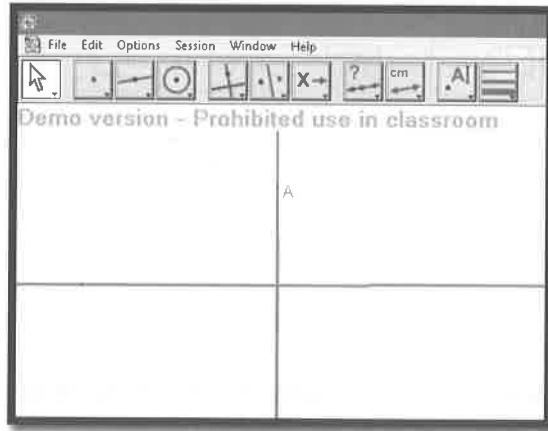 File Edit Options Session Window Help
X
?
cm
A
Demo version - Prohibited use in classroom
A